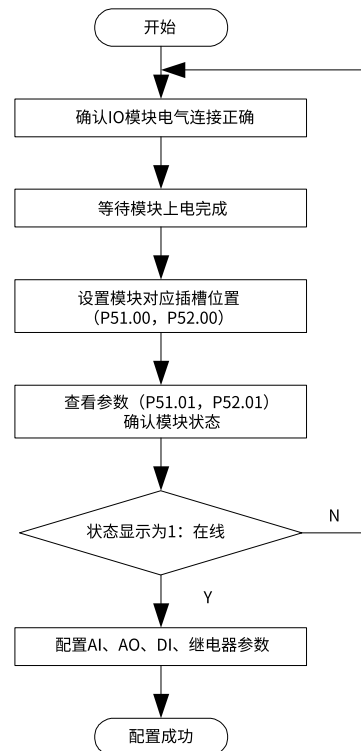 开始
确认IO模块电气连接正确
等待模块上电完成
设置模块对应插槽位置
（P51.00，P52.00）
查看参数（P51.01，P52.01）
确认模块状态
状态显示为1：在线
N
Y
配置AI、AO、DI、继电器参数
配置成功